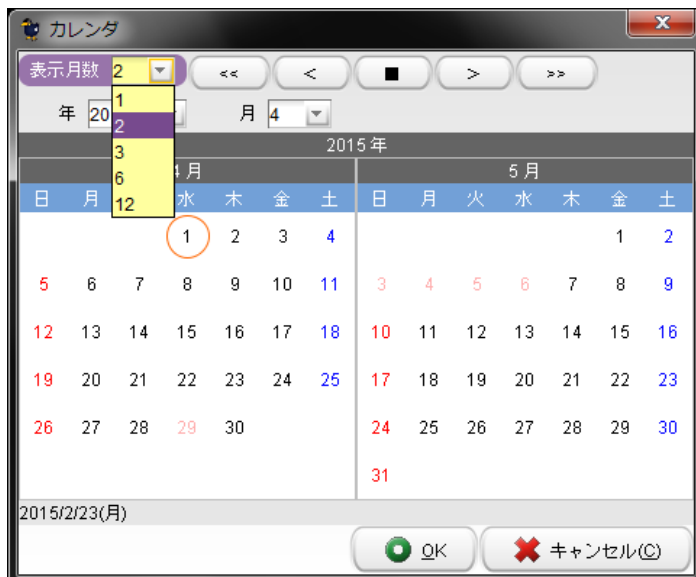 カレンダ
表示月数 2 << < ■ > >>
年 20 月 4
1
2
3
6
12
2015年
月 5月
日 月 水 木 金 土 日 月 火 水 木 金 土
1 2 3 4 1 2
5 6 7 8 9 10 11 3 4 5 6 7 8 9
12 13 14 15 16 17 18 10 11 12 13 14 15 16
19 20 21 22 23 24 25 17 18 19 20 21 22 23
26 27 28 29 30 24 25 26 27 28 29 30
31
2015/2/23(月)
OK キャンセル(C)